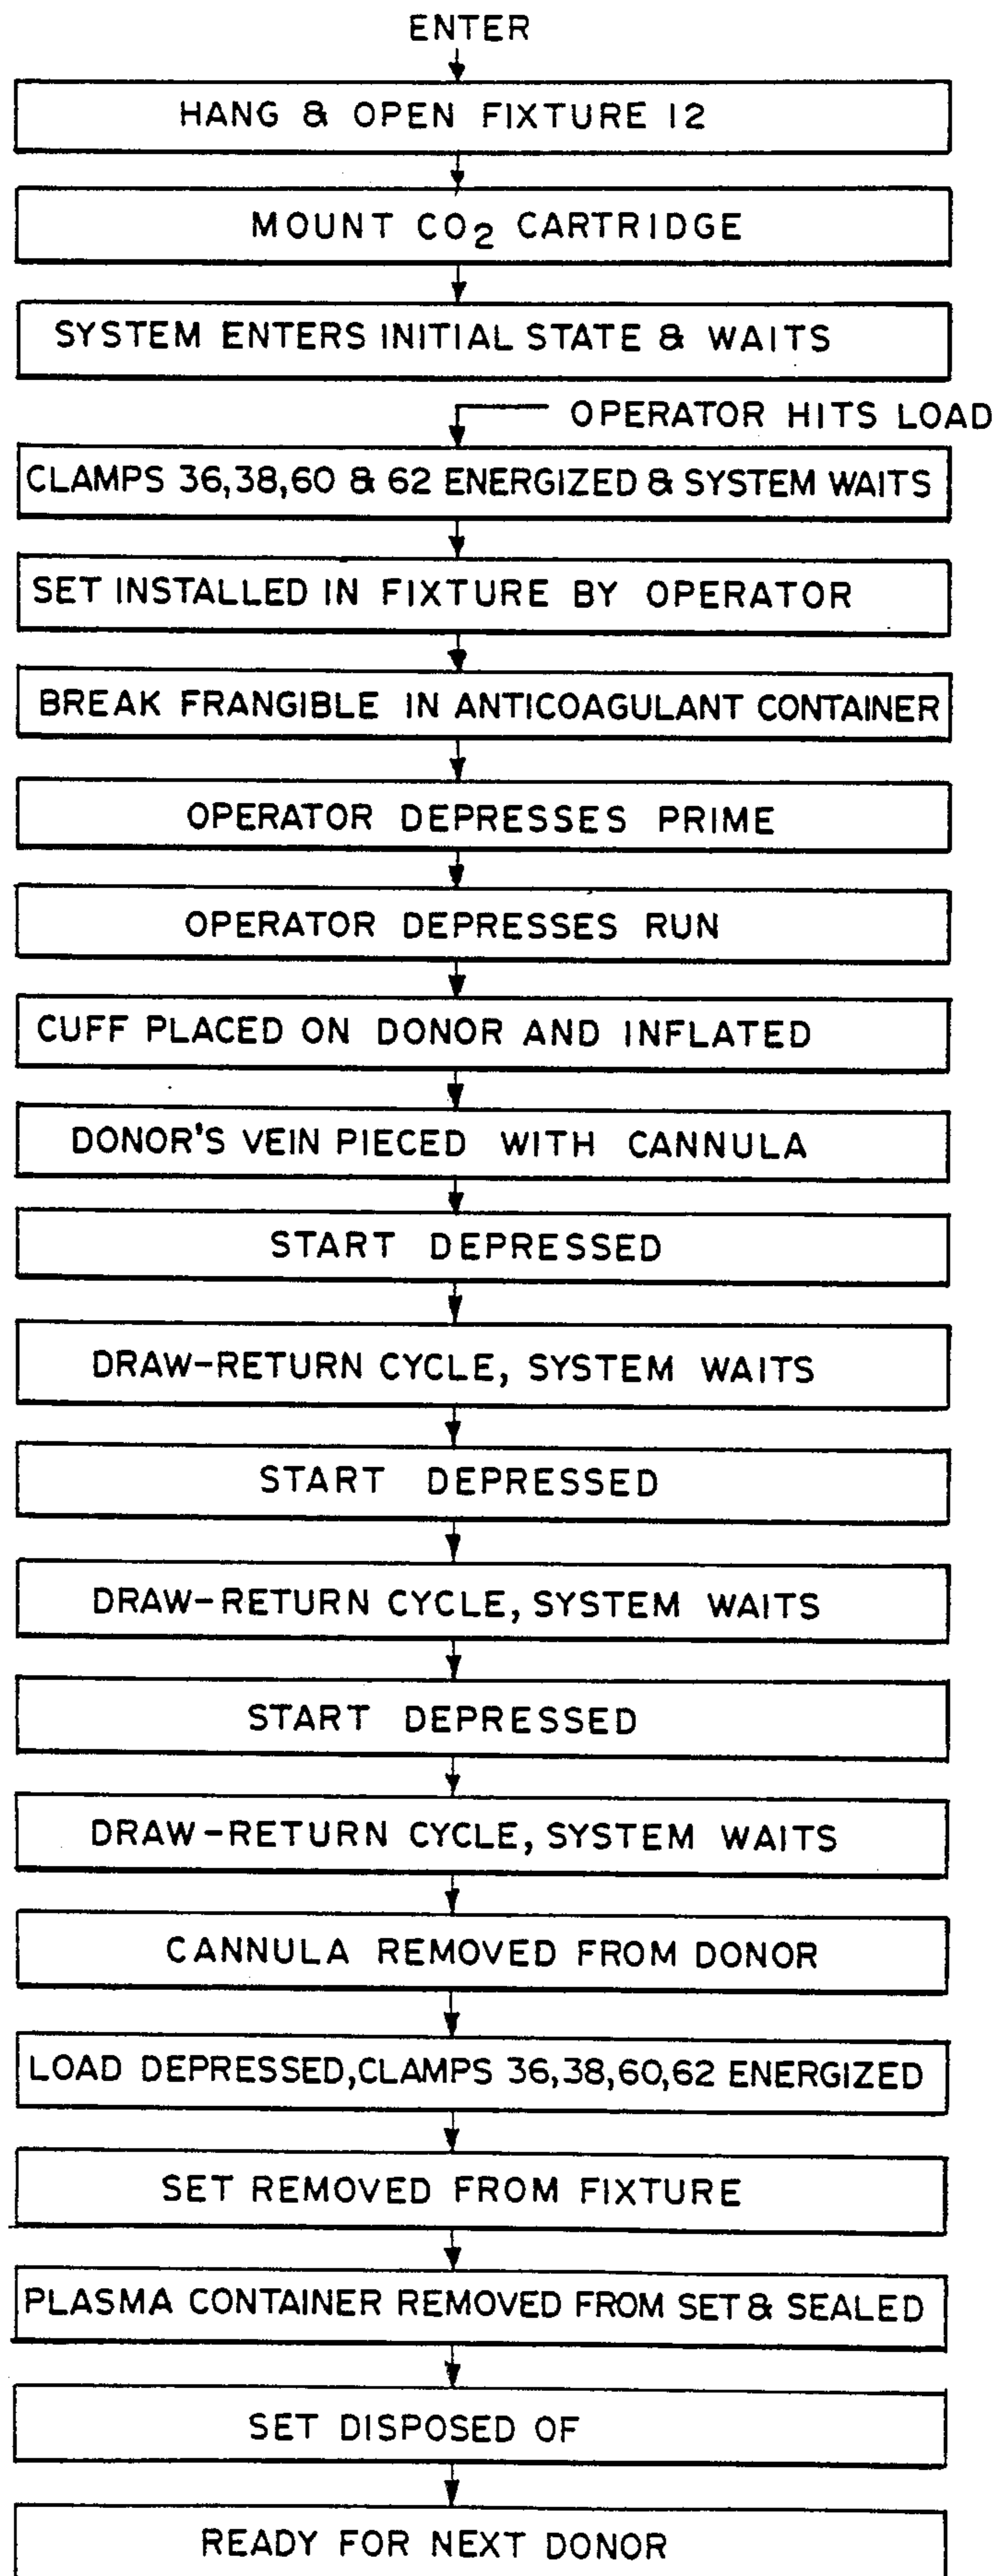 ENTER
HANG & OPEN FIXTURE 12
MOUNT CO₂ CARTRIDGE
SYSTEM ENTERS INITIAL STATE & WAITS
OPERATOR HITS LOAD
CLAMPS 36,38,60 & 62 ENERGIZED & SYSTEM WAITS
SET INSTALLED IN FIXTURE BY OPERATOR
BREAK FRANGIBLE IN ANTICOAGULANT CONTAINER
OPERATOR DEPRESSES PRIME
OPERATOR DEPRESSES RUN
CUFF PLACED ON DONOR AND INFLATED
DONOR'S VEIN PIECED WITH CANNULA
START DEPRESSED
DRAW-RETURN CYCLE, SYSTEM WAITS
START DEPRESSED
DRAW-RETURN CYCLE, SYSTEM WAITS
START DEPRESSED
DRAW-RETURN CYCLE, SYSTEM WAITS
CANNULA REMOVED FROM DONOR
LOAD DEPRESSED,CLAMPS 36,38,60,62 ENERGIZED
SET REMOVED FROM FIXTURE
PLASMA CONTAINER REMOVED FROM SET & SEALED
SET DISPOSED OF
READY FOR NEXT DONOR